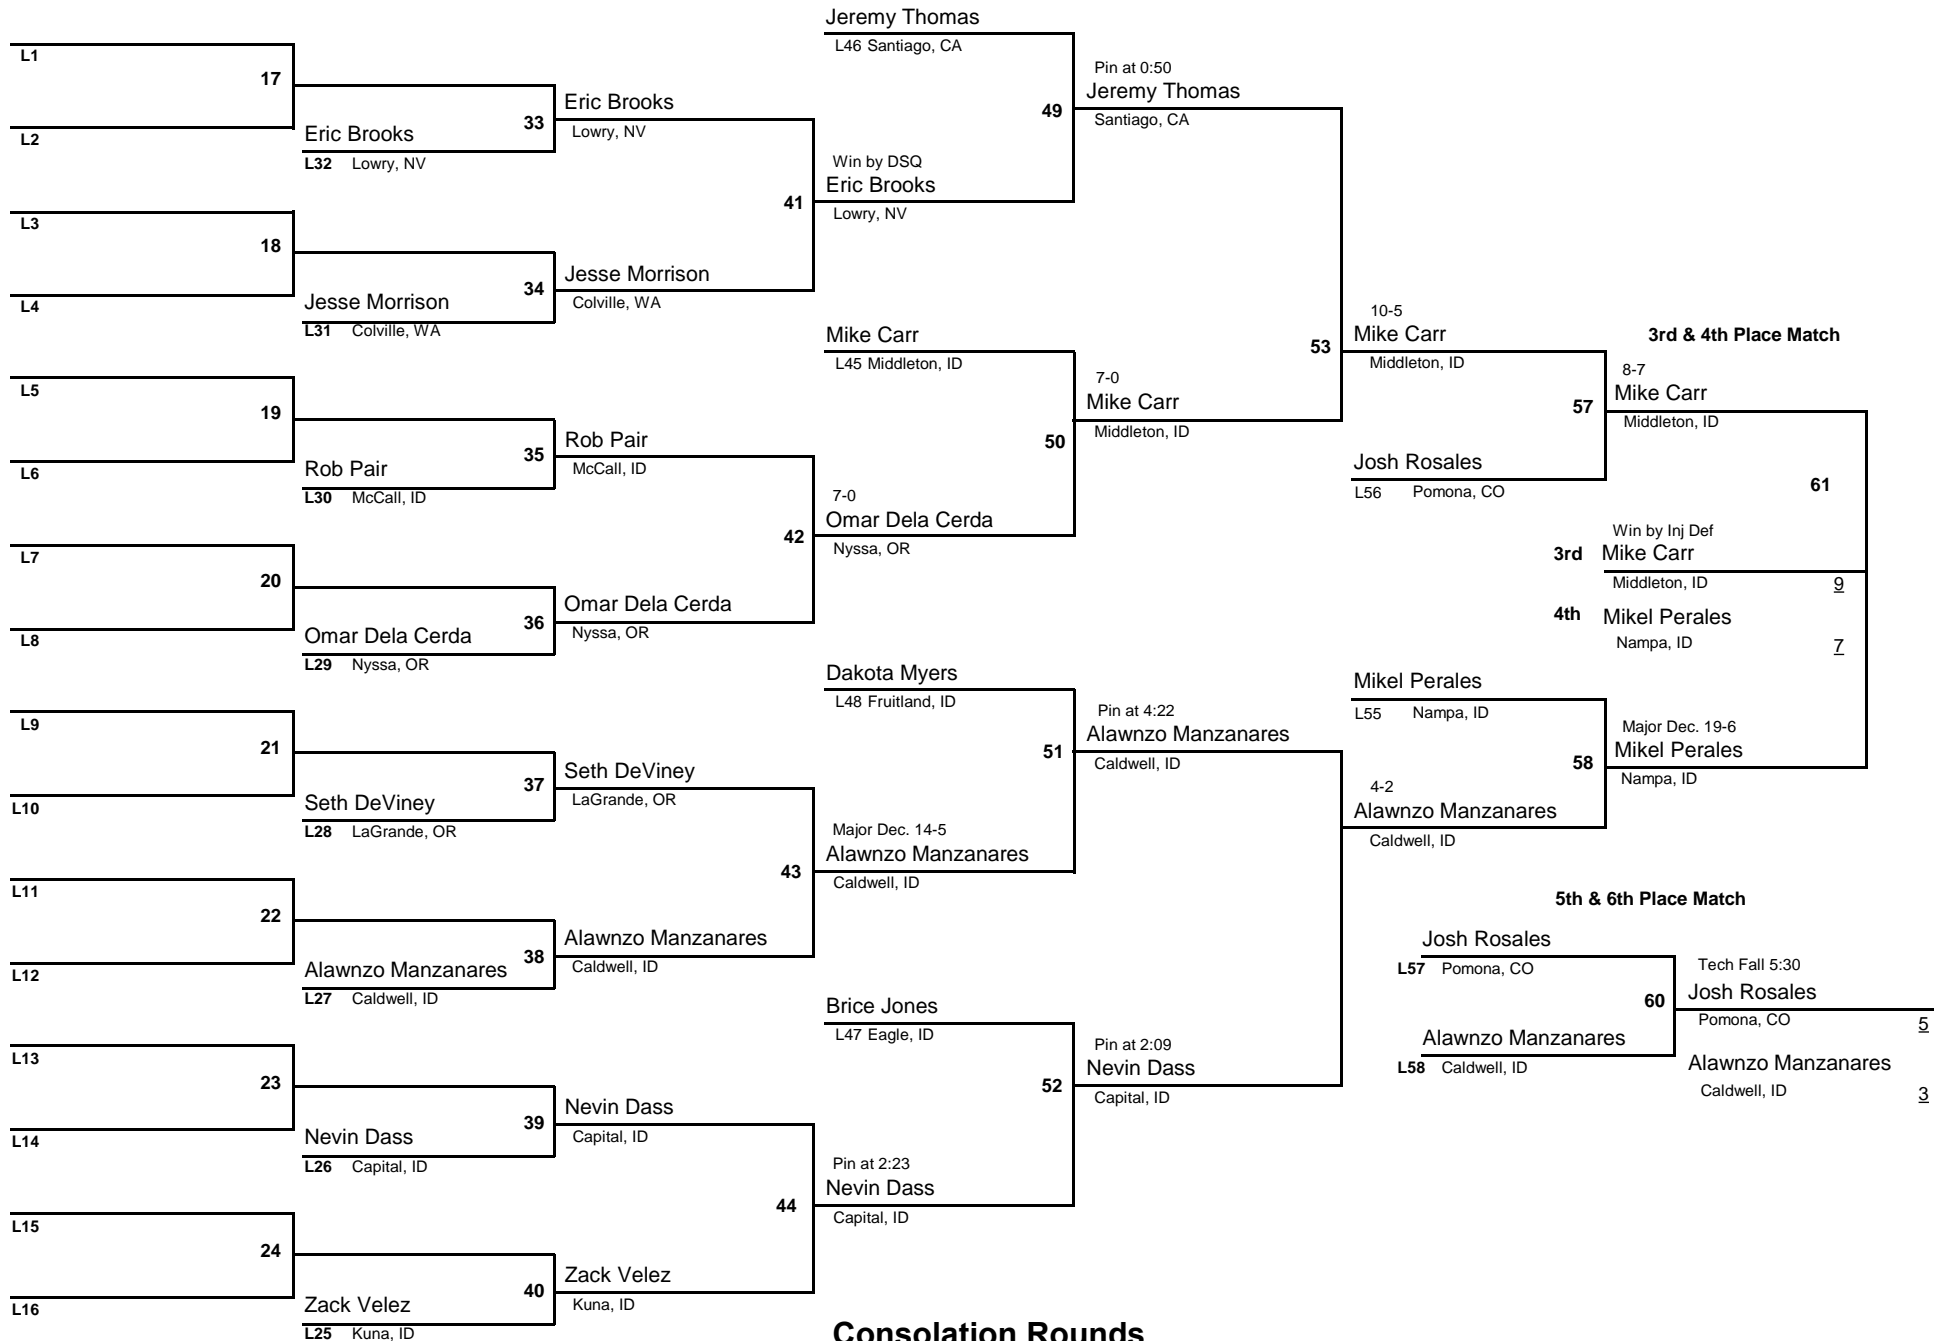 L1
17
L2
Eric Brooks
L32 Lowry, NV
33
L3
18
L4
Jesse Morrison
L31 Colville, WA
34
L5
19
L6
Rob Pair
L30 McCall, ID
35
L7
20
L8
Omar Dela Cerda
L29 Nyssa, OR
36
L9
21
L10
Seth DeViney
L28 LaGrande, OR
37
L11
22
L12
Alawnzo Manzanares
L27 Caldwell, ID
38
L13
23
L14
Nevin Dass
L26 Capital, ID
39
L15
24
L16
Zack Velez
L25 Kuna, ID
40
Eric Brooks
Lowry, NV
41
Jesse Morrison
Colville, WA
Rob Pair
McCall, ID
42
Omar Dela Cerda
Nyssa, OR
Seth DeViney
LaGrande, OR
43
Alawnzo Manzanares
Caldwell, ID
Nevin Dass
Capital, ID
44
Zack Velez
Kuna, ID
Jeremy Thomas
L46 Santiago, CA
49
Win by DSQ
Eric Brooks
Lowry, NV
Mike Carr
L45 Middleton, ID
50
7-0
Omar Dela Cerda
Nyssa, OR
Dakota Myers
L48 Fruitland, ID
51
Major Dec. 14-5
Alawnzo Manzanares
Caldwell, ID
Brice Jones
L47 Eagle, ID
52
Pin at 2:23
Nevin Dass
Capital, ID
Pin at 0:50
Jeremy Thomas
Santiago, CA
53
7-0
Mike Carr
Middleton, ID
Pin at 4:22
Alawnzo Manzanares
Caldwell, ID
Pin at 2:09
Nevin Dass
Capital, ID
10-5
Mike Carr
Middleton, ID
57
Josh Rosales
L56 Pomona, CO
Mikel Perales
L55 Nampa, ID
58
4-2
Alawnzo Manzanares
Caldwell, ID
3rd & 4th Place Match
8-7
Mike Carr
Middleton, ID
61
Win by Inj Def
3rd Mike Carr
Middleton, ID 9
4th Mikel Perales
Nampa, ID 7
Major Dec. 19-6
Mikel Perales
Nampa, ID
5th & 6th Place Match
Josh Rosales
L57 Pomona, CO
60
Alawnzo Manzanares
L58 Caldwell, ID
Tech Fall 5:30
Josh Rosales
Pomona, CO 5
Alawnzo Manzanares
Caldwell, ID 3
Consolation Rounds